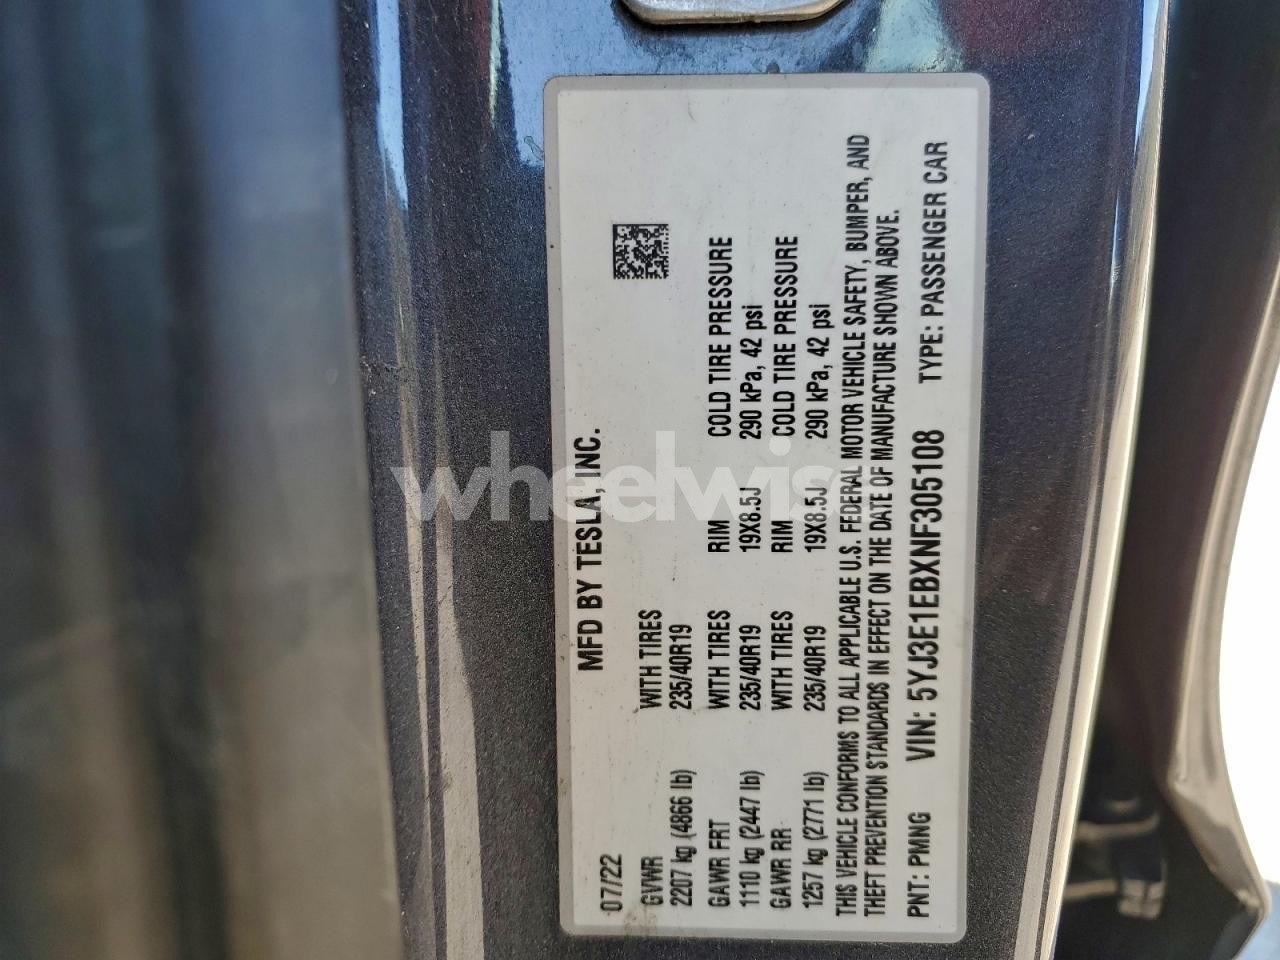 07/22 MFD BY TESLA, INC.
GVWR WITH TIRES
2207 kg (4866 lb) 235/40R19
GAWR FRT WITH TIRES RIM COLD TIRE PRESSURE
1110 kg (2447 lb) 235/40R19 19X8.5J 290 kPa, 42 psi
GAWR RR WITH TIRES RIM COLD TIRE PRESSURE
1257 kg (2771 lb) 235/40R19 19X8.5J 290 kPa, 42 psi
THIS VEHICLE CONFORMS TO ALL APPLICABLE U.S. FEDERAL MOTOR VEHICLE SAFETY, BUMPER, AND
THEFT PREVENTION STANDARDS IN EFFECT ON THE DATE OF MANUFACTURE SHOWN ABOVE.
PNT: PMNG VIN: 5YJ3E1EBXNF305108 TYPE: PASSENGER CAR
wheelwise